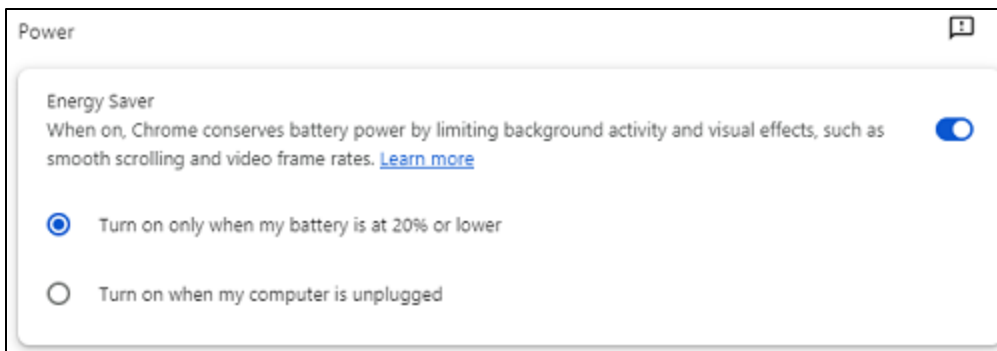 Power
Energy Saver
When on, Chrome conserves battery power by limiting background activity and visual effects, such as
smooth scrolling and video frame rates. Learn more
Turn on only when my battery is at 20% or lower
Turn on when my computer is unplugged